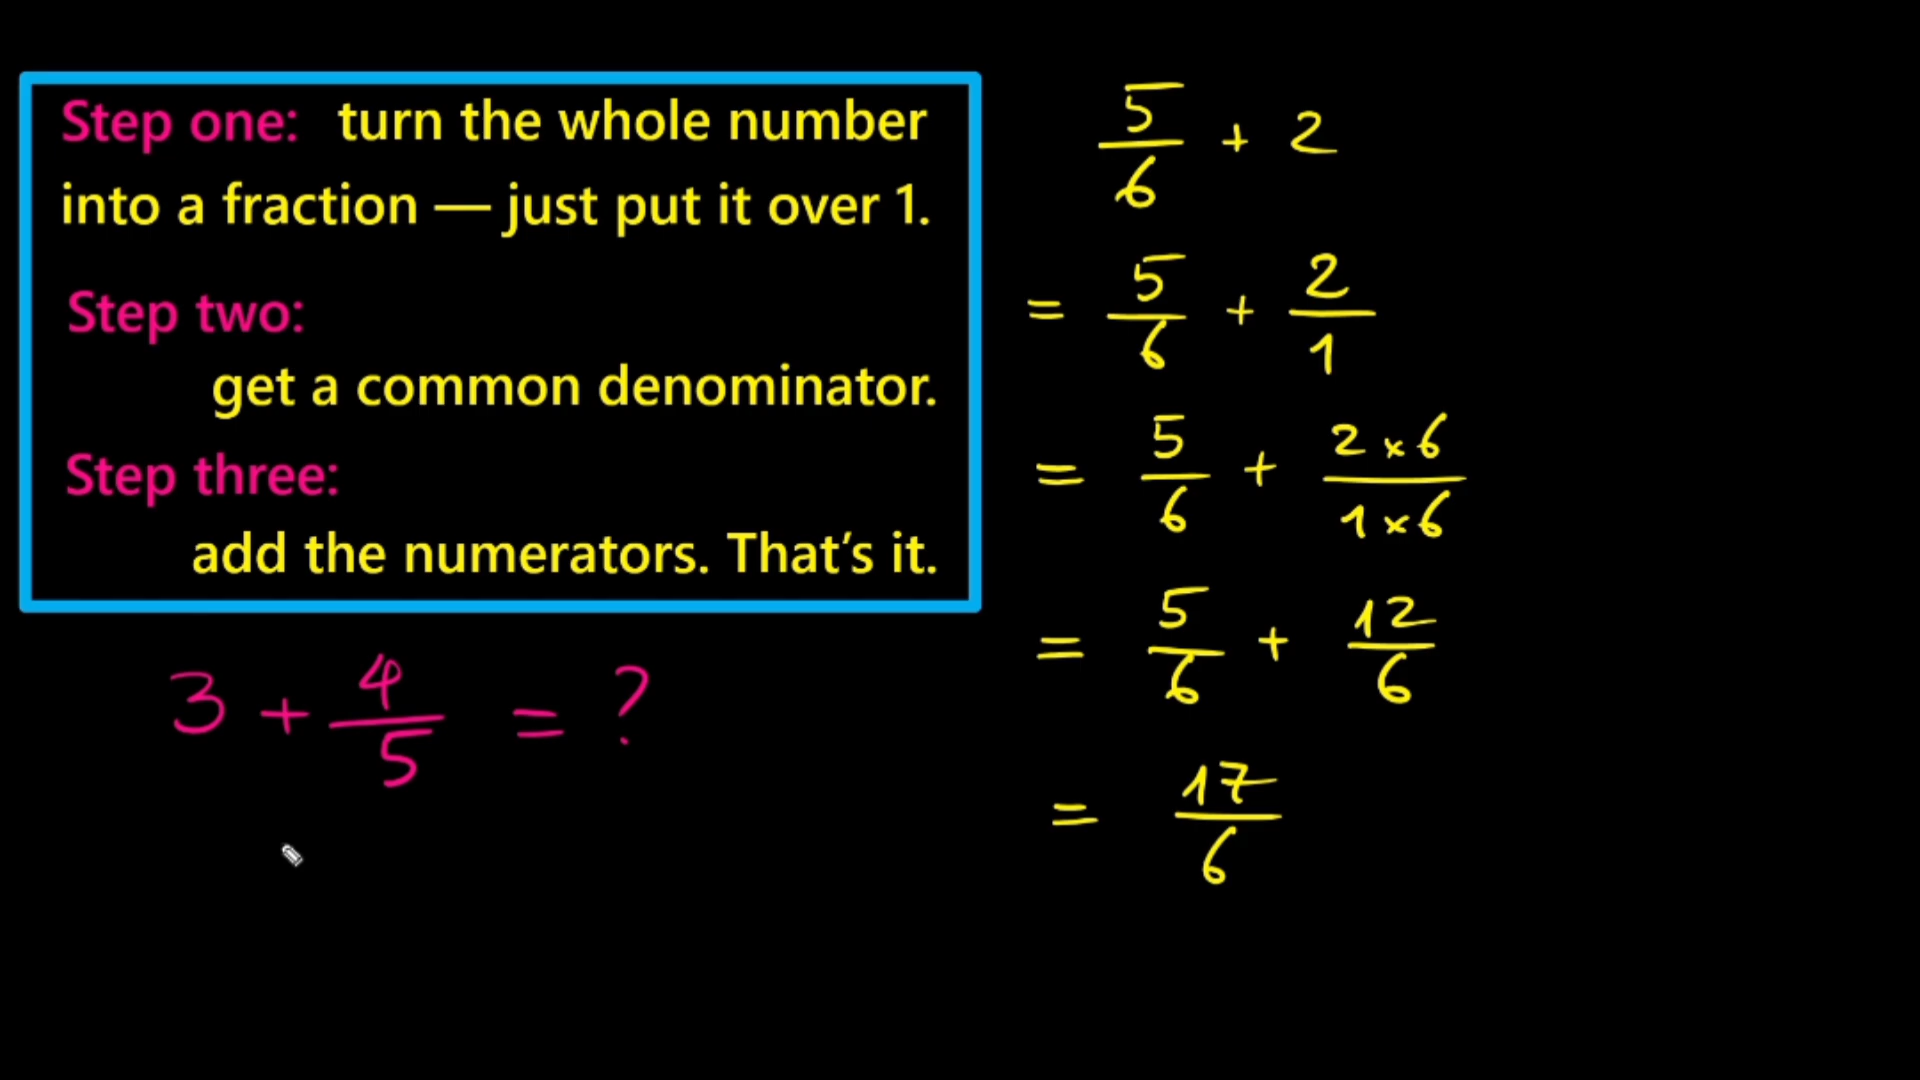 Step one: turn the whole number
into a fraction — just put it over 1.
Step two:
get a common denominator.
Step three:
add the numerators. That's it.
3 + 4/5 = ?
5/6 + 2
= 5/6 + 2/1
= 5/6 + 2 × 6/1 × 6
= 5/6 + 12/6
= 17/6